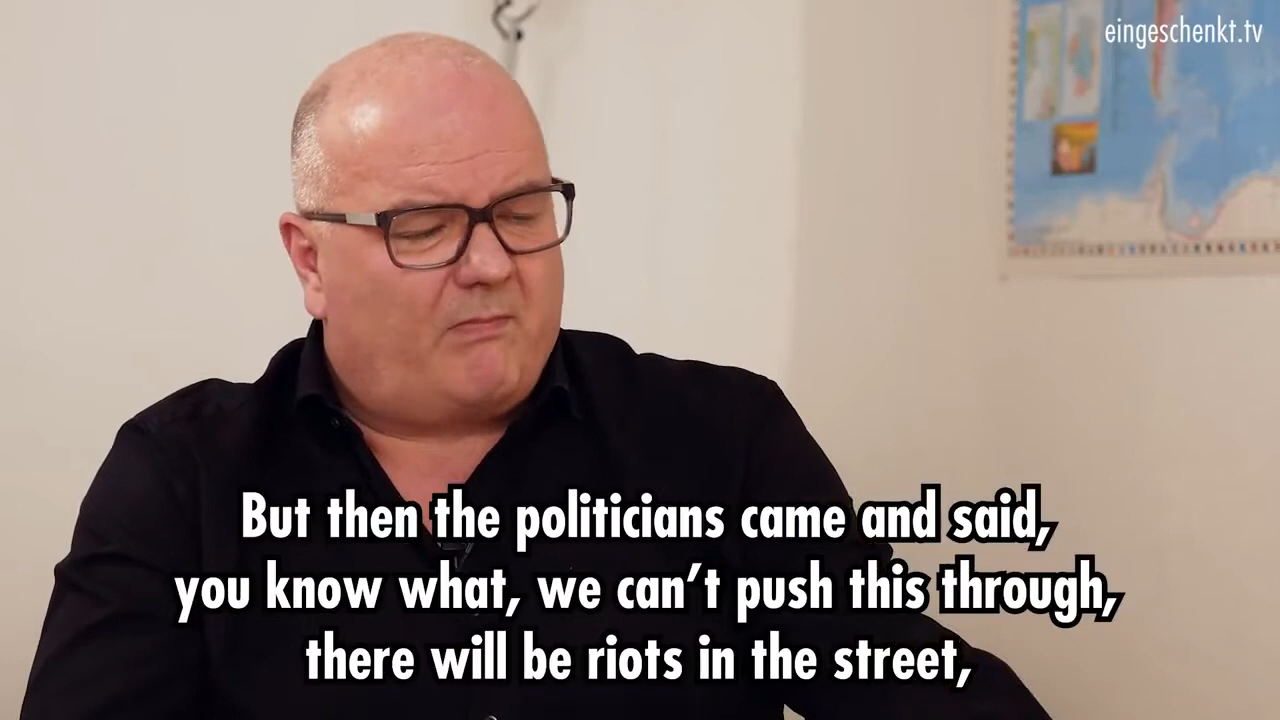 eingeschenkt.tv
But then the politicians came and said,
you know what, we can't push this through,
there will be riots in the street,